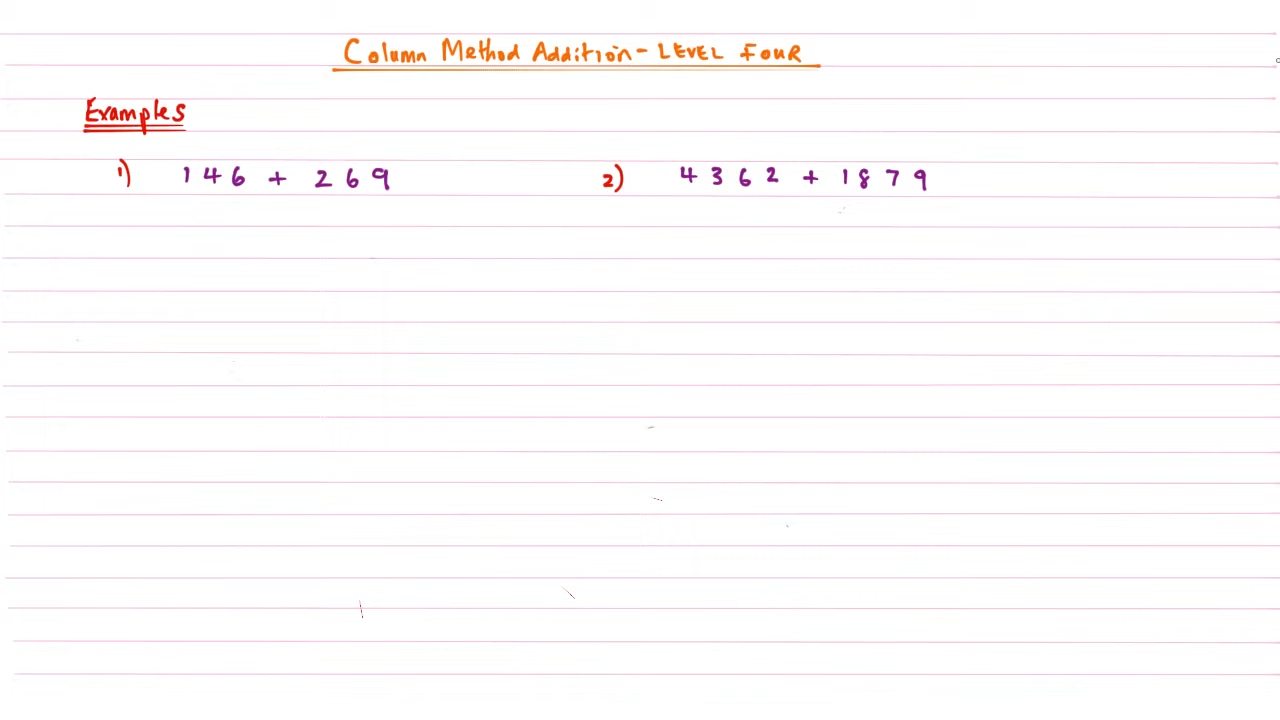 Column Method Addition - LEVEL FOUR
Examples
1) 146 + 269
2) 4362 + 1879